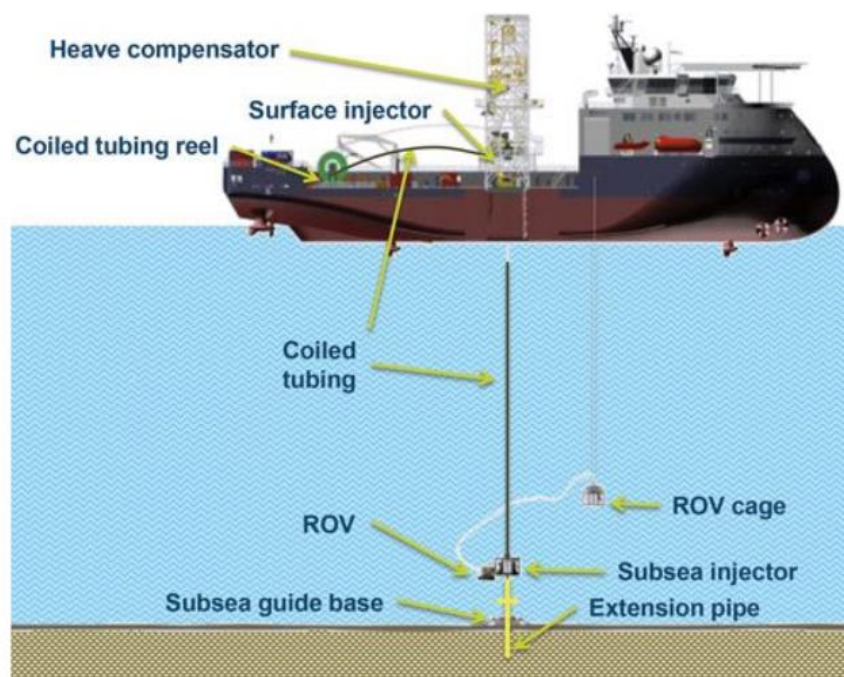 Heave compensator
Surface injector
Coiled tubing reel
Coiled
tubing
ROV cage
ROV
Subsea injector
Subsea guide base
Extension pipe